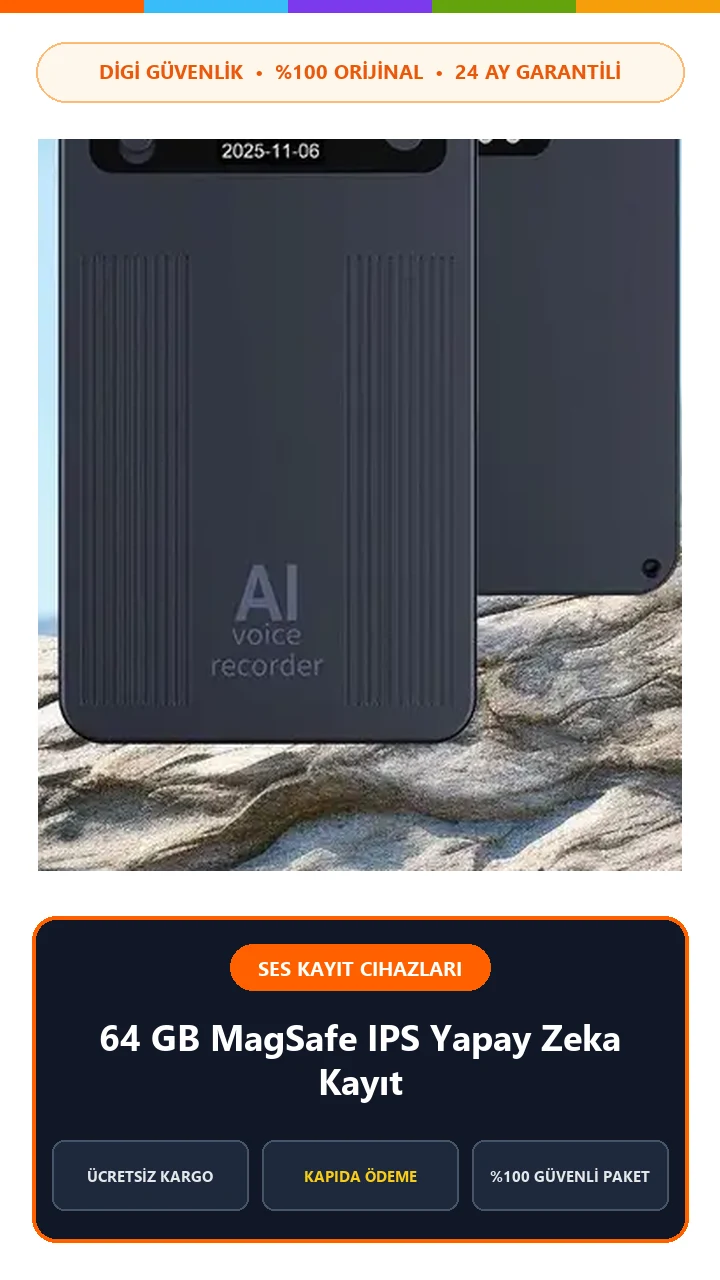 DİGİ GÜVENLİK • %100 ORİJİNAL • 24 AY GARANTİLİ
2025-11-06
AI
voice
recorder
SES KAYIT CIHAZLARI
64 GB MagSafe IPS Yapay Zeka
Kayıt
ÜCRETSİZ KARGO
KAPIDA ÖDEME
%100 GÜVENLİ PAKET